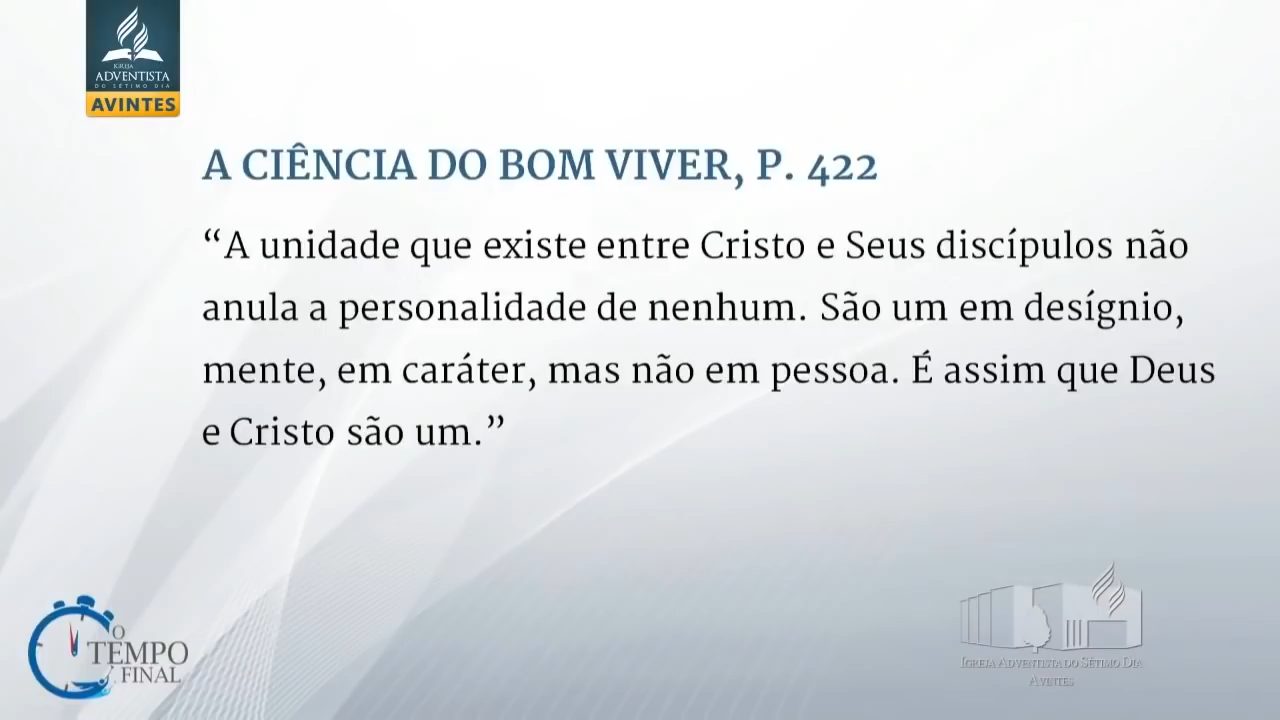 IGREJA
ADVENTISTA
DO SÉTIMO DIA
AVINTES
A CIÊNCIA DO BOM VIVER, P. 422
“A unidade que existe entre Cristo e Seus discípulos não
anula a personalidade de nenhum. São um em desígnio,
mente, em caráter, mas não em pessoa. É assim que Deus
e Cristo são um.”
O
TEMPO
FINAL
IGREJA ADVENTISTA DO SÉTIMO DIA
AVINTES